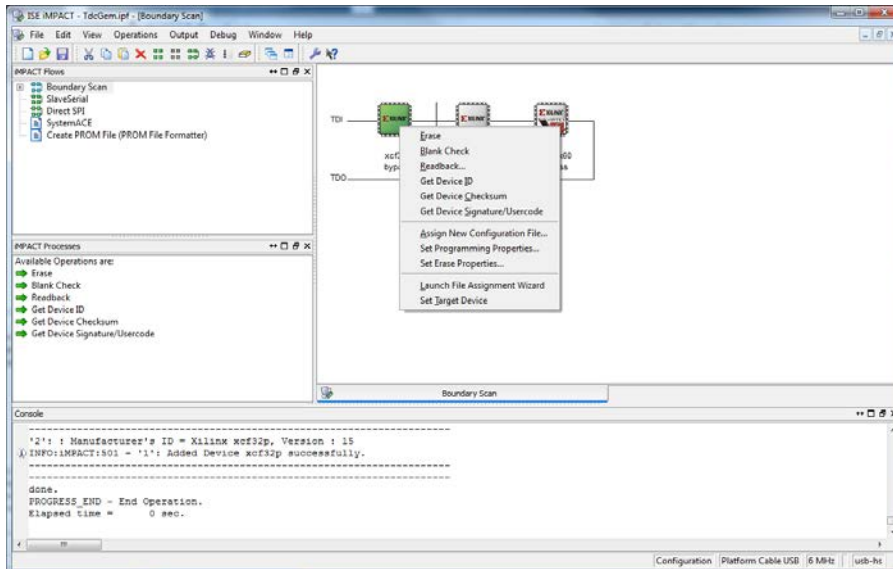 ISE iMPACT - TdcGem.ipf - [Boundary Scan]
File Edit View Operations Output Debug Window Help
iMPACT Flows
Boundary Scan
SlaveSerial
Direct SPI
SystemACE
Create PROM File (PROM File Formatter)
TDI
XILINX XILINX XILINX
TDO
Erase
Blank Check
Readback...
Get Device ID
Get Device Checksum
Get Device Signature/Usercode
Assign New Configuration File...
Set Programming Properties...
Set Erase Properties...
Launch File Assignment Wizard
Set Target Device
iMPACT Processes
Available Operations are:
Erase
Blank Check
Readback
Get Device ID
Get Device Checksum
Get Device Signature/Usercode
Boundary Scan
Console
'2': : Manufacturer's ID = Xilinx xcf32p, Version : 15
INFO:iMPACT:501 - '1': Added Device xcf32p successfully.
done.
PROGRESS_END - End Operation.
Elapsed time = 0 sec.
Configuration Platform Cable USB 6 MHz usb-hs